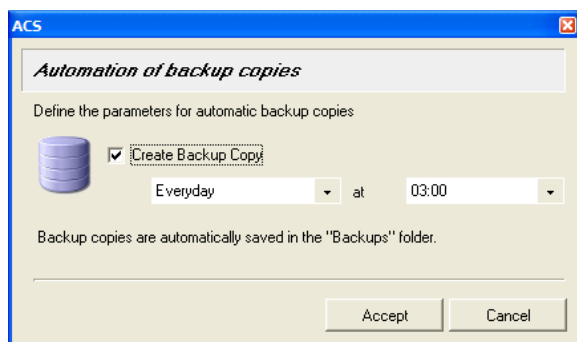 ACS
Automation of backup copies
Define the parameters for automatic backup copies
Create Backup Copy
Everyday at 03:00
Backup copies are automatically saved in the "Backups" folder.
Accept Cancel